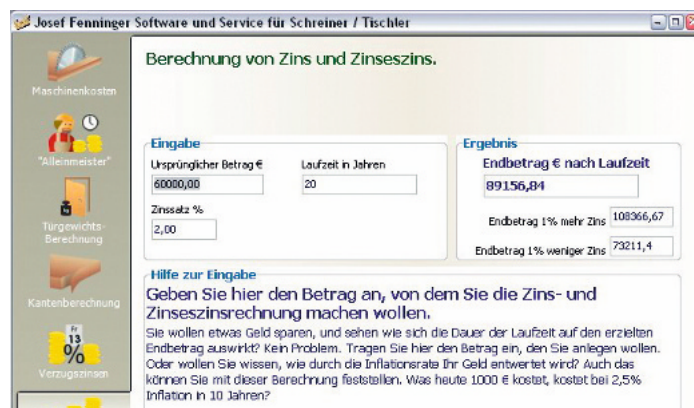 Josef Fenninger Software und Service für Schreiner / Tischler
Maschinenkosten
"Alleinmeister"
Türgewichts-
Berechnung
Kantenberechnung
Fr
13
%
Verzugszinsen
Berechnung von Zins und Zinseszins.
Eingabe
Ursprünglicher Betrag €
Laufzeit in Jahren
60000,00
20
Zinssatz %
2,00
Ergebnis
Endbetrag € nach Laufzeit
89156,84
Endbetrag 1% mehr Zins 108366,67
Endbetrag 1% weniger Zins 73211,4
Hilfe zur Eingabe
Geben Sie hier den Betrag an, von dem Sie die Zins- und
Zinseszinsrechnung machen wollen.
Sie wollen etwas Geld sparen, und sehen wie sich die Dauer der Laufzeit auf den erzielten
Endbetrag auswirkt? Kein Problem. Tragen Sie hier den Betrag ein, den Sie anlegen wollen.
Oder wollen Sie wissen, wie durch die Inflationsrate Ihr Geld entwertet wird? Auch das
können Sie mit dieser Berechnung feststellen. Was heute 1000 € kostet, kostet bei 2,5%
Inflation in 10 Jahren?